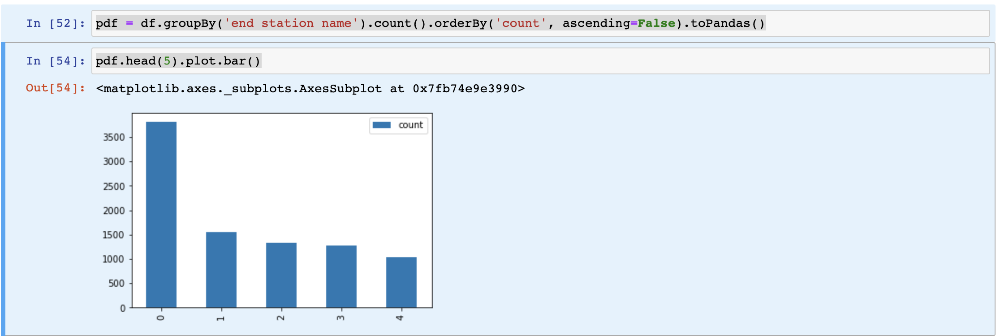 In [52]: pdf = df.groupBy('end station name').count().orderBy('count', ascending=False).toPandas()
In [54]: pdf.head(5).plot.bar()
Out[54]: <matplotlib.axes._subplots.AxesSubplot at 0x7fb74e9e3990>
count
3500
3000
2500
2000
1500
1000
500
0
0 1 2 3 4